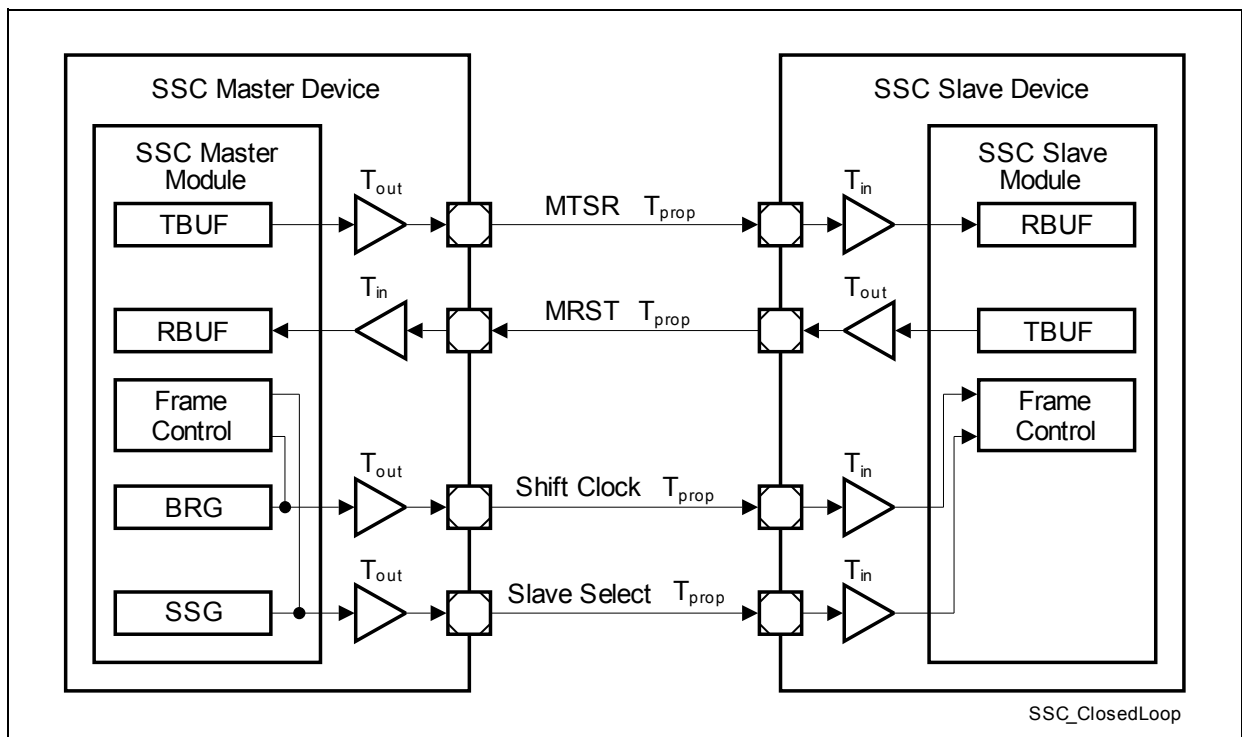 SSC Master Device
SSC Slave Device
SSC Master
Module
SSC Slave
Module
Tout
Tin
TBUF
MTSR Tprop
RBUF
Tin
Tout
RBUF
MRST Tprop
TBUF
Frame
Control
Frame
Control
Tout
Tin
BRG
Shift Clock Tprop
Tout
Tin
SSG
Slave Select Tprop
SSC_ClosedLoop